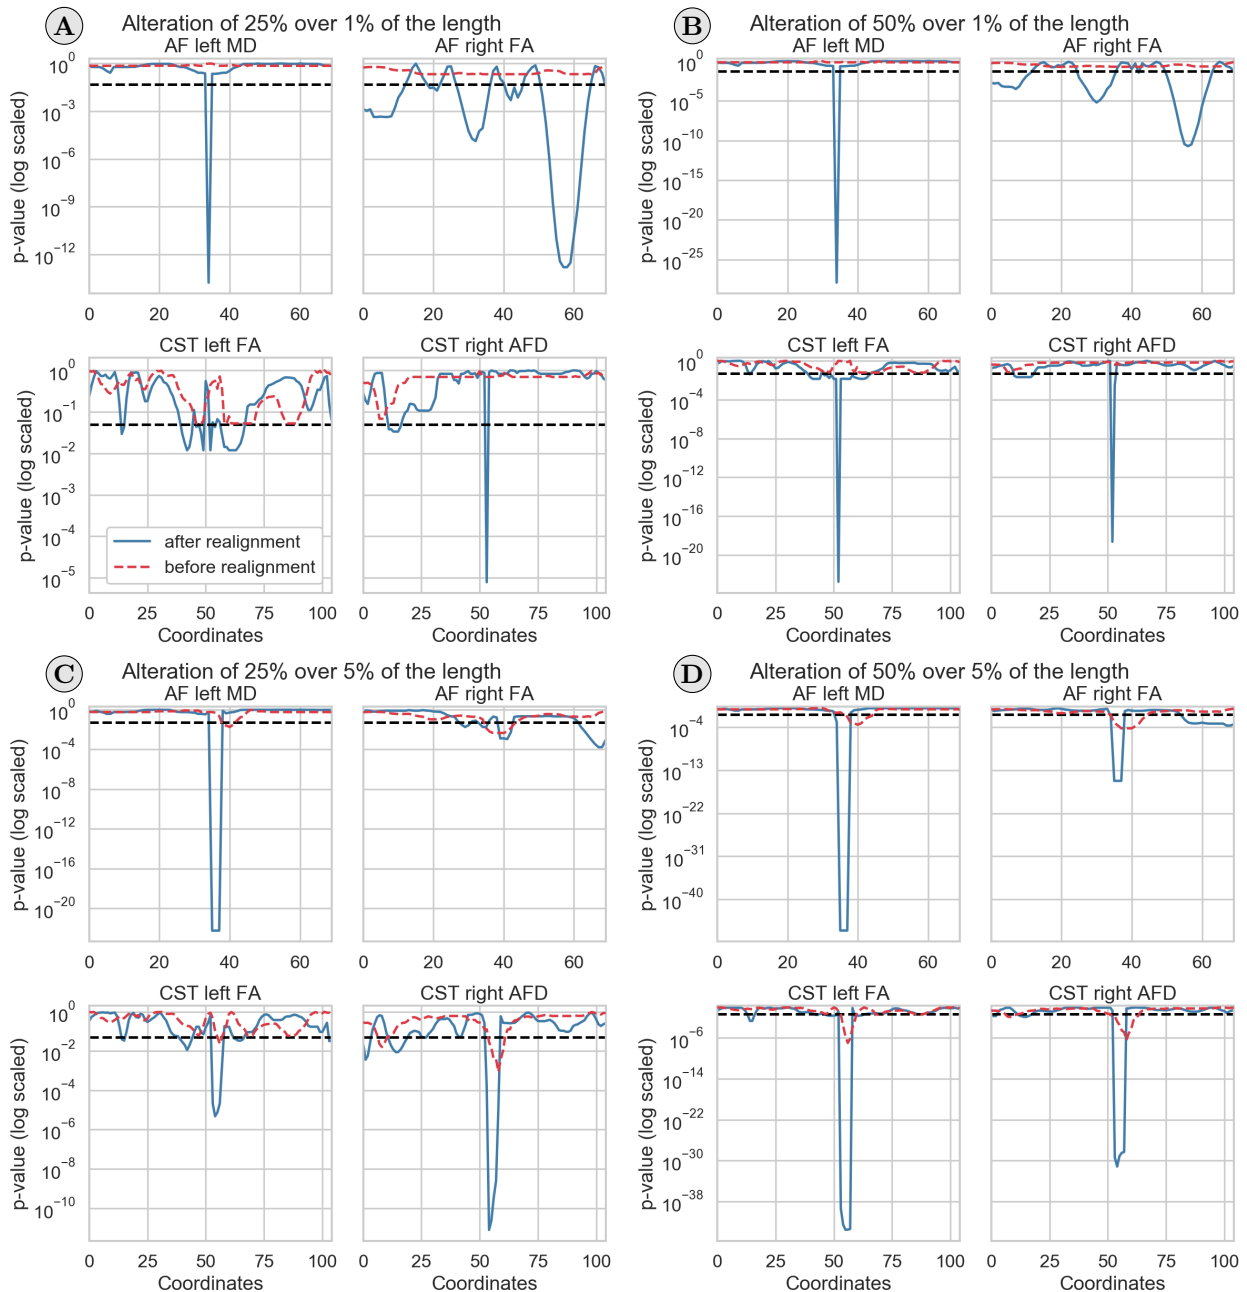 A Alteration of 25% over 1% of the length
AF left MD
AF right FA
p-value (log scaled)
10^0
10^−3
10^−6
10^−9
10^−12
0 20 40 60
0 20 40 60
CST left FA
CST right AFD
p-value (log scaled)
10^0
10^−1
10^−2
10^−3
10^−4
10^−5
after realignment
before realignment
0 25 50 75 100
0 25 50 75 100
Coordinates
Coordinates
B Alteration of 50% over 1% of the length
AF left MD
AF right FA
p-value (log scaled)
10^0
10^−5
10^−10
10^−15
10^−20
10^−25
0 20 40 60
0 20 40 60
CST left FA
CST right AFD
p-value (log scaled)
10^0
10^−4
10^−8
10^−12
10^−16
10^−20
0 25 50 75 100
0 25 50 75 100
Coordinates
Coordinates
C Alteration of 25% over 5% of the length
AF left MD
AF right FA
p-value (log scaled)
10^0
10^−4
10^−8
10^−12
10^−16
10^−20
0 20 40 60
0 20 40 60
CST left FA
CST right AFD
p-value (log scaled)
10^0
10^−2
10^−4
10^−6
10^−8
10^−10
0 25 50 75 100
0 25 50 75 100
Coordinates
Coordinates
D Alteration of 50% over 5% of the length
AF left MD
AF right FA
p-value (log scaled)
10^−4
10^−13
10^−22
10^−31
10^−40
0 20 40 60
0 20 40 60
CST left FA
CST right AFD
p-value (log scaled)
10^−6
10^−14
10^−22
10^−30
10^−38
0 25 50 75 100
0 25 50 75 100
Coordinates
Coordinates